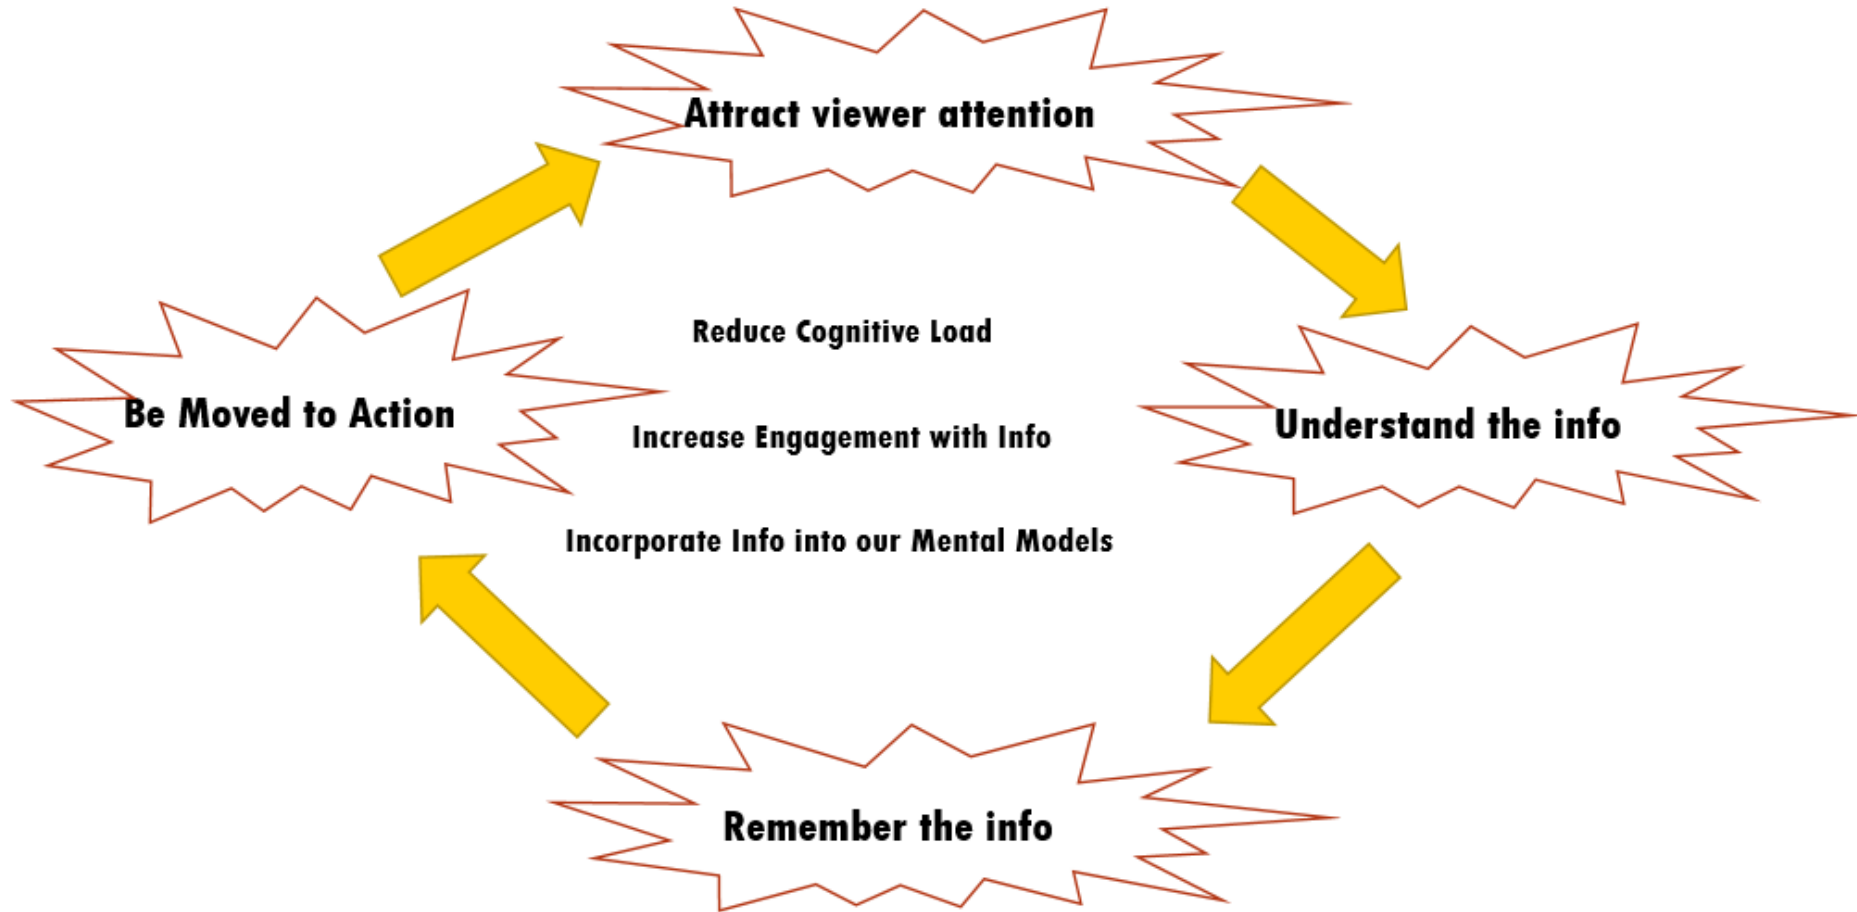 Attract viewer attention
Reduce Cognitive Load
Be Moved to Action
Understand the info
Increase Engagement with Info
Incorporate Info into our Mental Models
Remember the info